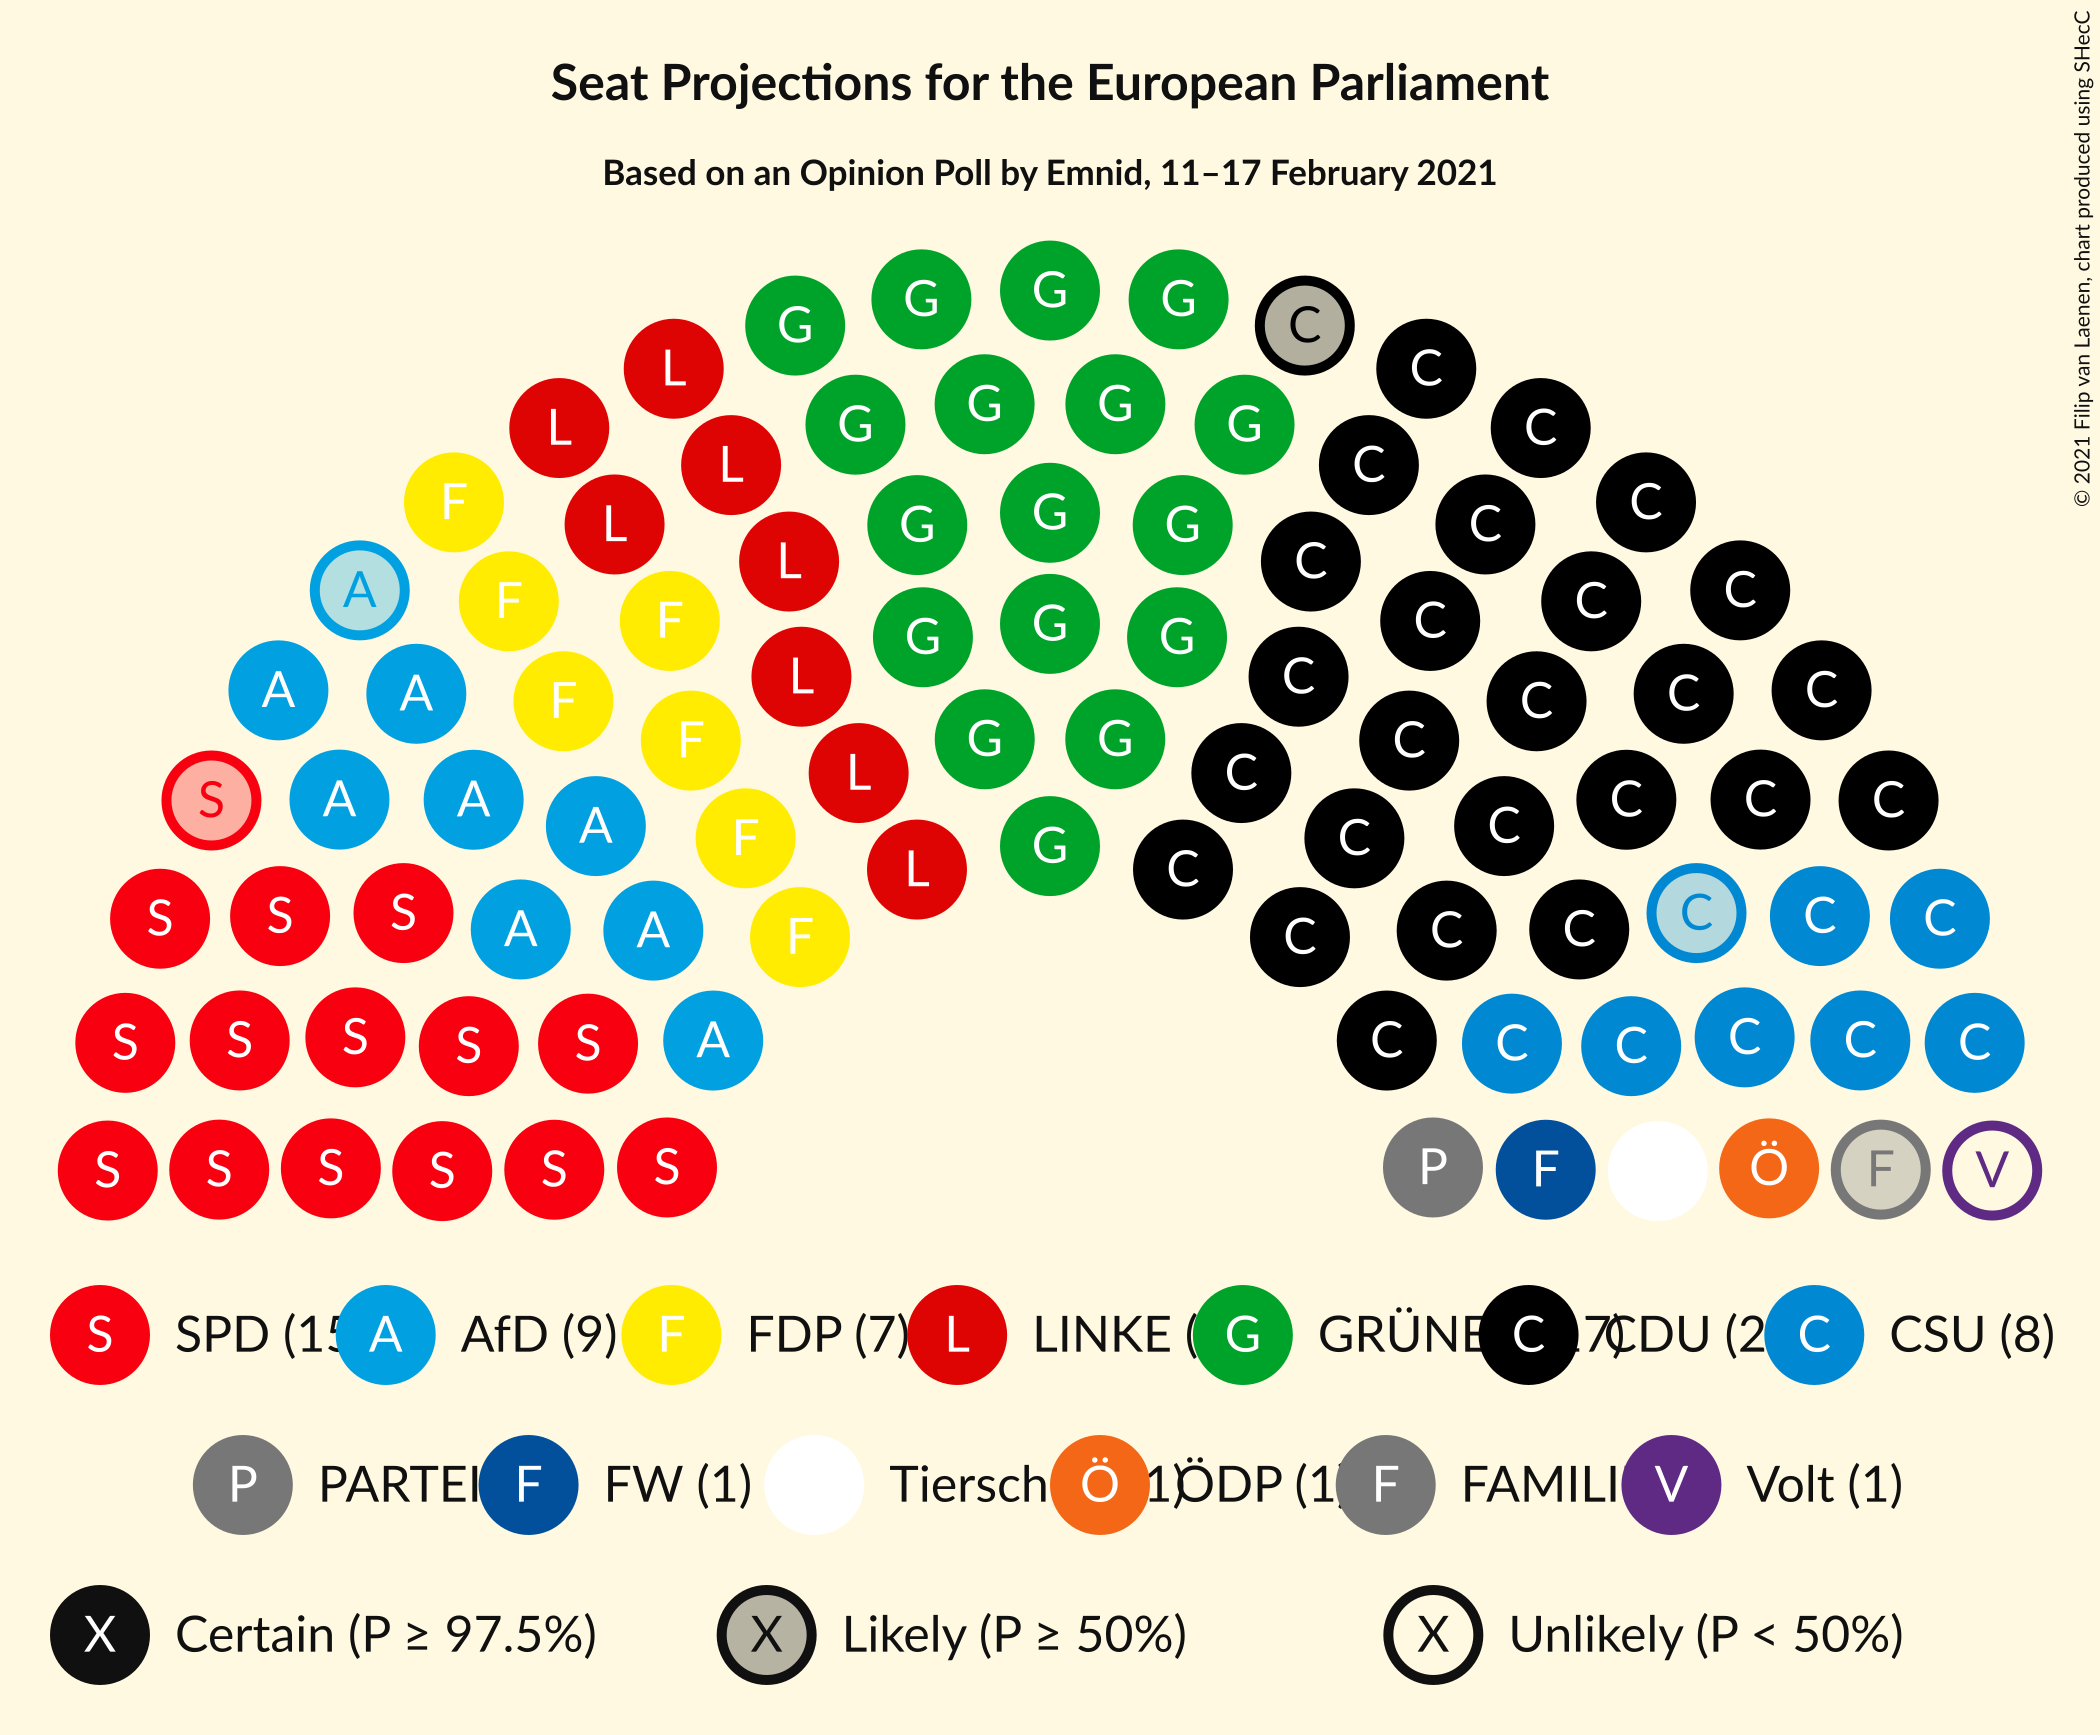 Seat Projections for the European Parliament
Based on an Opinion Poll by Emnid, 11–17 February 2021
© 2021 Filip van Laenen, chart produced using SHecC
G G G G C
L C
L G G G G C
L C
F L G G G C C
L C
A F F G G G C C C
A A F L C C C C
F G G C
L C
S A A A F G C C C C C
L C
S S S A A F C C C C C C
S S S S S A C C C C C C
S S S S S S P F Ö F V
S SPD (15 A AfD (9) F FDP (7) L LINKE ( G GRÜNE C 7) CDU (2 C CSU (8)
P PARTEI F FW (1) Tiersch Ö 1) ÖDP (1 F FAMILI V Volt (1)
X Certain (P ≥ 97.5%) X Likely (P ≥ 50%) X Unlikely (P < 50%)